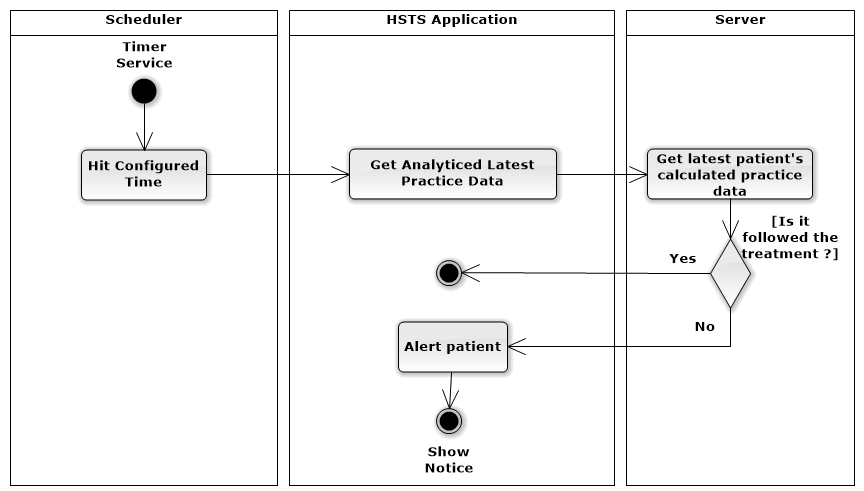 Scheduler
HSTS Application
Server
Timer
Service
Hit Configured
Time
Get Analyticed Latest
Practice Data
Get latest patient's
calculated practice
data
[Is it
followed the
treatment ?]
Yes
No
Alert patient
Show
Notice